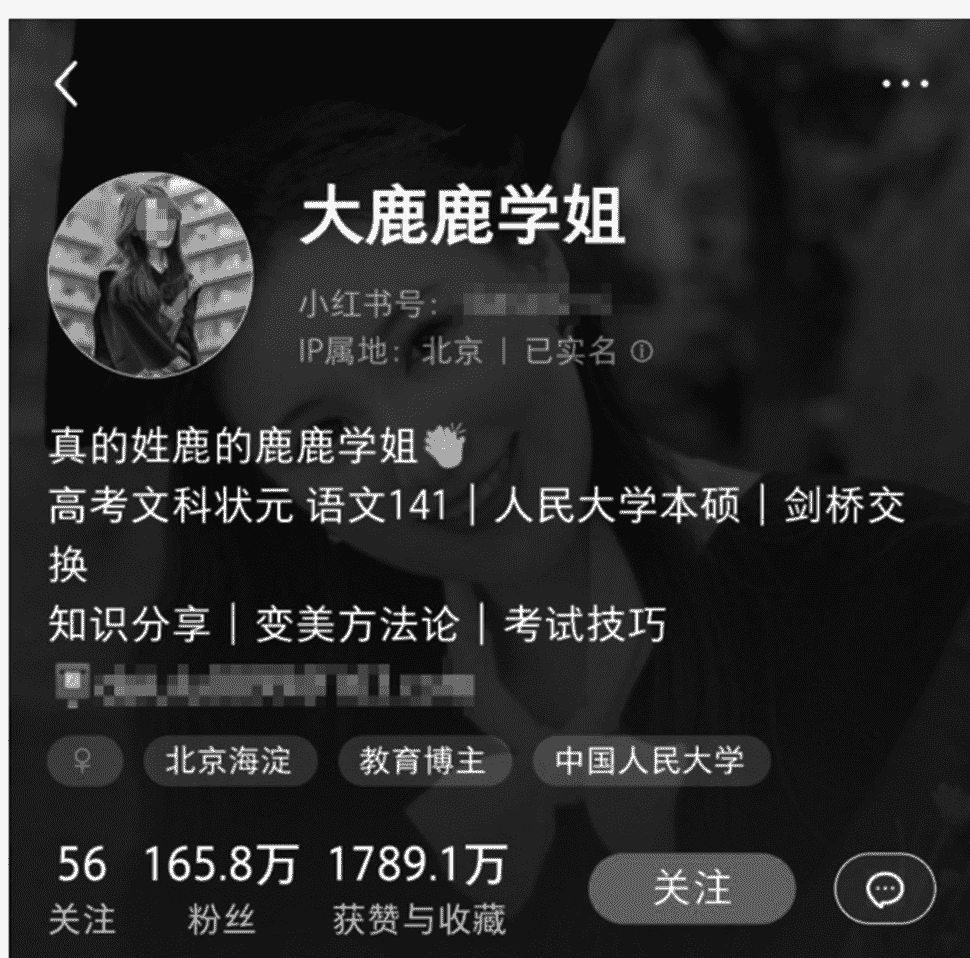 大鹿鹿学姐
小红书号：
IP属地：北京｜已实名
真的姓鹿的鹿鹿学姐
高考文科状元 语文141｜人民大学本硕｜剑桥交
换
知识分享｜变美方法论｜考试技巧
北京海淀 教育博主 中国人民大学
56 165.8万 1789.1万
关注 粉丝 获赞与收藏 关注